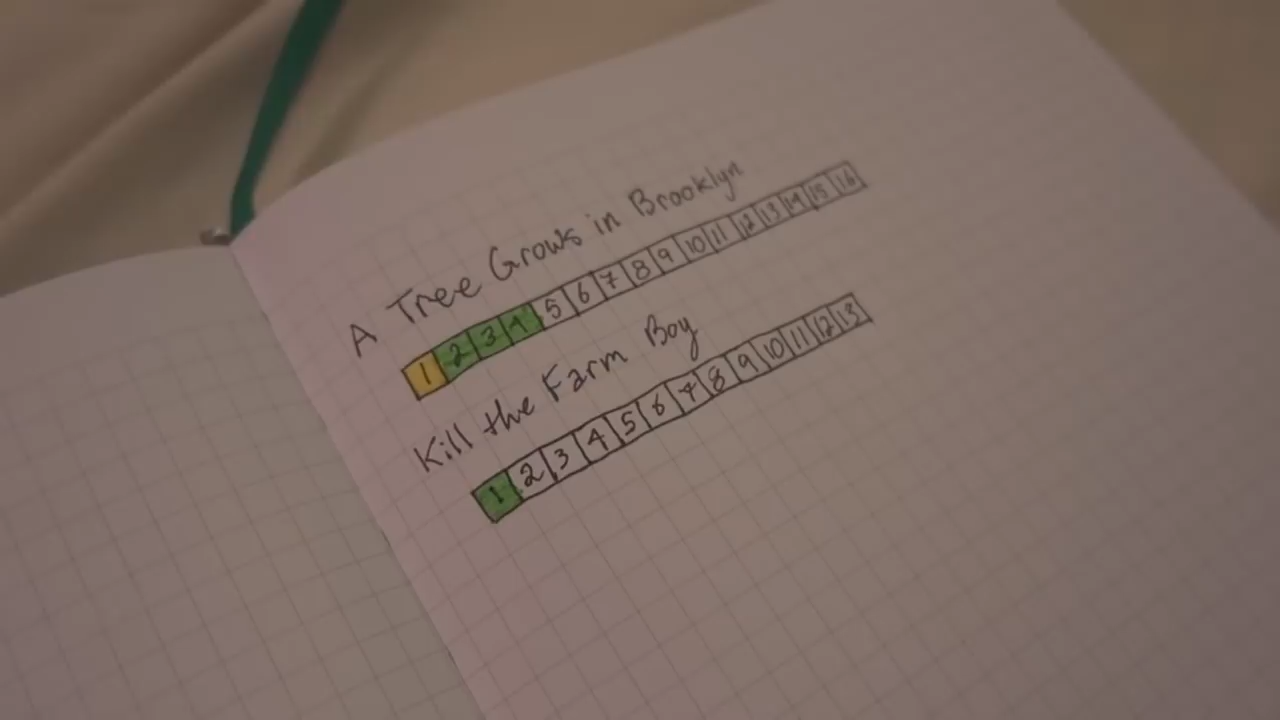 A Tree Grows in Brooklyn
1 2 3 4 5 6 7 8 9 10 11 12 13 14 15 16
Kill the Farm Boy
1 2 3 4 5 6 7 8 9 10 11 12 13